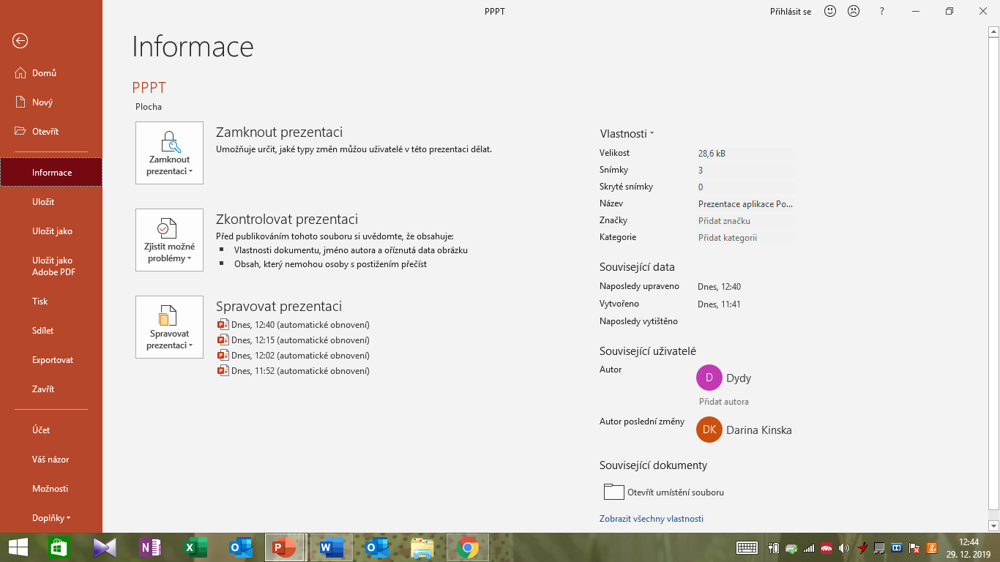 PPPT
Přihlásit se
?
Informace
Domů
Nový
Otevřít
Informace
Uložit
Uložit jako
Uložit jako
Adobe PDF
Tisk
Sdílet
Exportovat
Zavřít
Účet
Váš názor
Možnosti
Doplňky
PPPT
Plocha
Zamknout
prezentaci
Zamknout prezentaci
Umožňuje určit, jaké typy změn můžou uživatelé v této prezentaci dělat.
Zjistit možné
problémy
Zkontrolovat prezentaci
Před publikováním tohoto souboru si uvědomte, že obsahuje:
Vlastnosti dokumentu, jméno autora a oříznutá data obrázku
Obsah, který nemohou osoby s postižením přečíst
Spravovat
prezentaci
Spravovat prezentaci
Dnes, 12:40 (automatické obnovení)
Dnes, 12:15 (automatické obnovení)
Dnes, 12:02 (automatické obnovení)
Dnes, 11:52 (automatické obnovení)
Vlastnosti
Velikost 28,6 kB
Snímky 3
Skryté snímky 0
Název Prezentace aplikace Po...
Značky Přidat značku
Kategorie Přidat kategorii
Související data
Naposledy upraveno Dnes, 12:40
Vytvořeno Dnes, 11:41
Naposledy vytištěno
Související uživatelé
Autor D Dydy
Přidat autora
Autor poslední změny DK Darina Kinska
Související dokumenty
Otevřít umístění souboru
Zobrazit všechny vlastnosti
12:44
29. 12. 2019